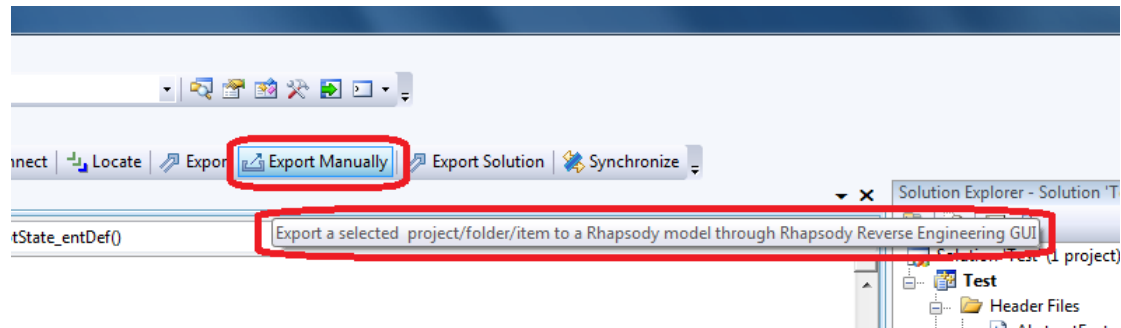 nnect Locate Expor Export Manually Export Solution Synchronize
Solution Explorer - Solution 'T
tState_entDef()
Export a selected project/folder/item to a Rhapsody model through Rhapsody Reverse Engineering GUI
Solution 'Test' (1 project)
Test
Header Files